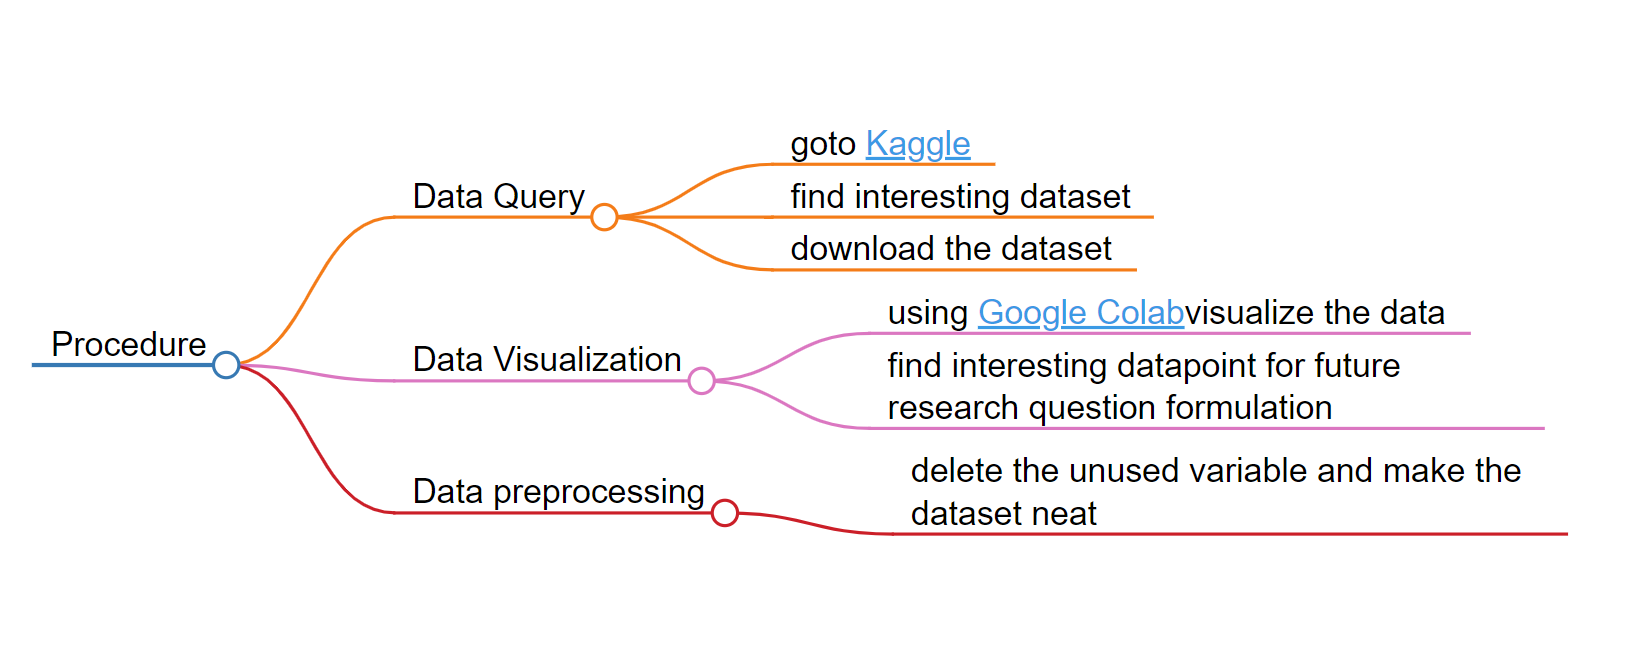 Procedure
Data Query
goto Kaggle
find interesting dataset
download the dataset
Data Visualization
using Google Colabvisualize the data
find interesting datapoint for future
research question formulation
Data preprocessing
delete the unused variable and make the
dataset neat